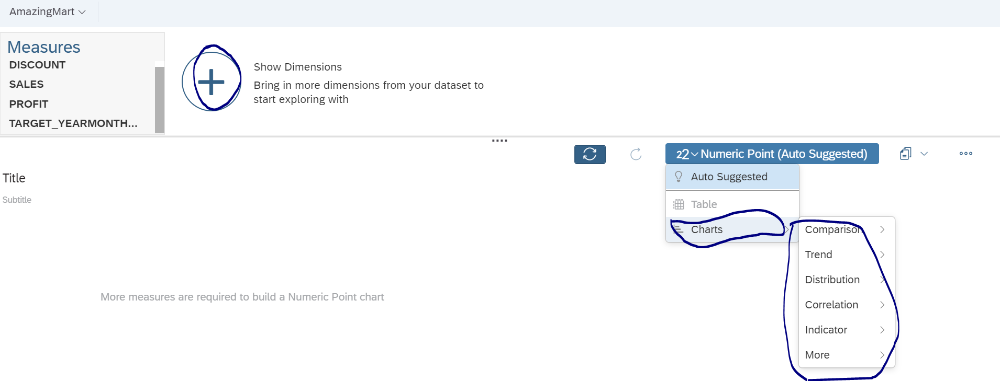 AmazingMart
Measures
DISCOUNT
SALES
PROFIT
TARGET_YEARMONTH...
Show Dimensions
Bring in more dimensions from your dataset to
start exploring with
22 Numeric Point (Auto Suggested)
Auto Suggested
Table
Charts
Comparison
Trend
Distribution
Correlation
Indicator
More
Title
Subtitle
More measures are required to build a Numeric Point chart